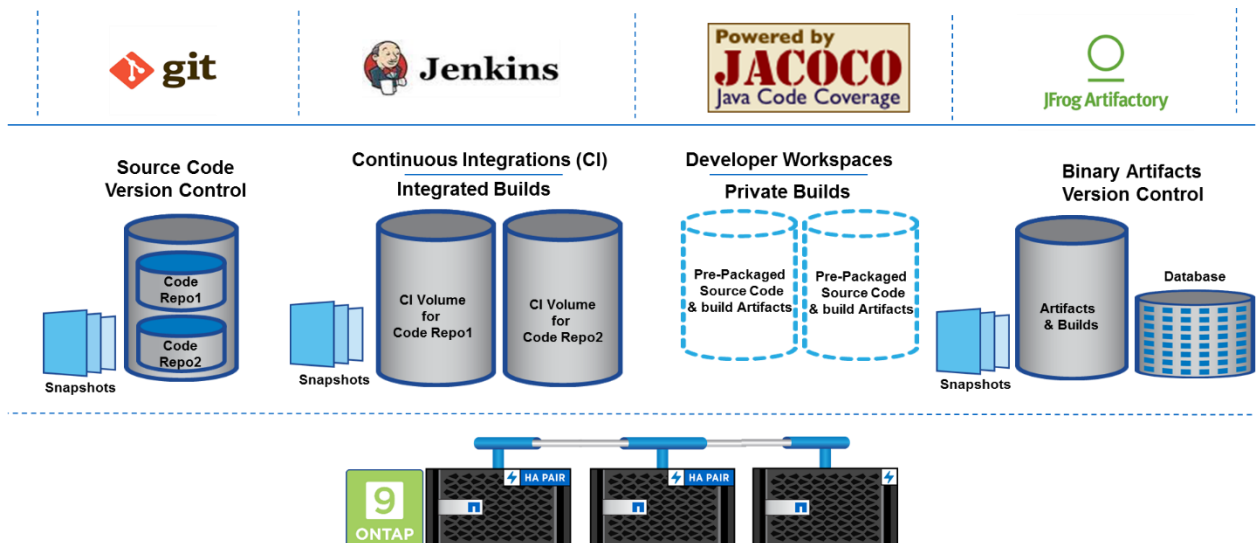 git
Jenkins
Powered by
JACOCO
Java Code Coverage
JFrog Artifactory
Source Code
Version Control
Code
Repo1
Code
Repo2
Snapshots
Continuous Integrations (CI)
Integrated Builds
CI Volume
for
Code Repo1
CI Volume
for
Code Repo2
Snapshots
Developer Workspaces
Private Builds
Pre-Packaged
Source Code
& build Artifacts
Pre-Packaged
Source Code
& build Artifacts
Binary Artifacts
Version Control
Artifacts
& Builds
Database
Snapshots
9
ONTAP
HA PAIR
HA PAIR